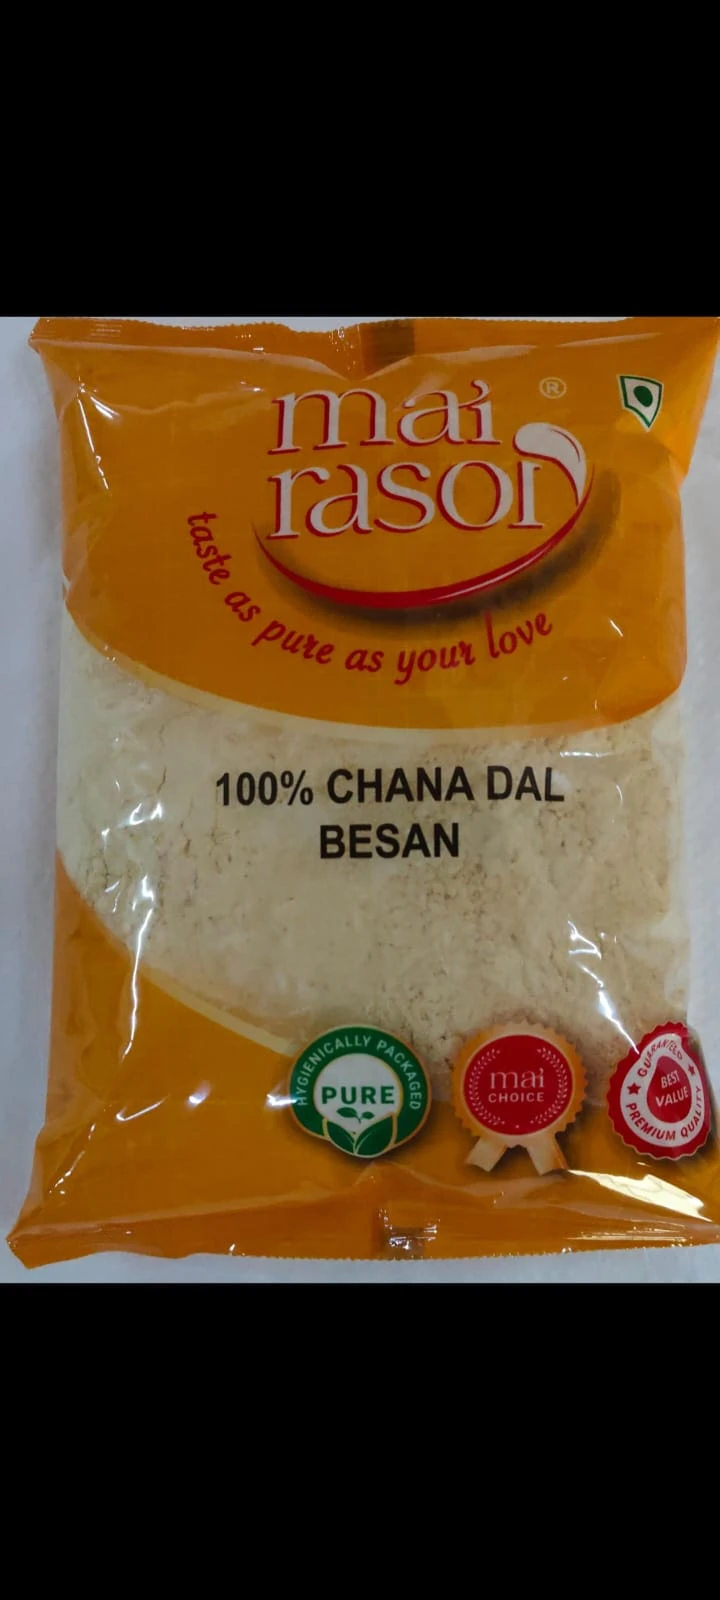 mai
rasoi
®
taste as pure as your love
100% CHANA DAL
BESAN
HYGIENICALLY PACKAGED
PURE
mai
CHOICE
GUARANTEED
BEST
VALUE
PREMIUM QUALITY